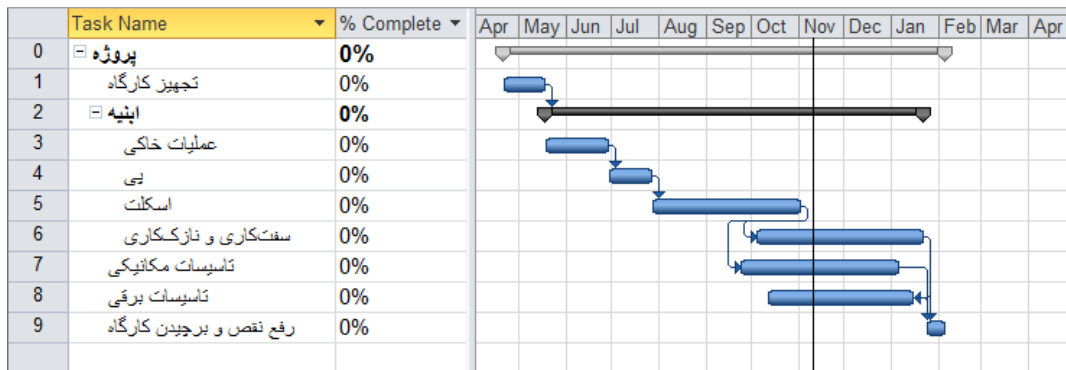 Task Name % Complete Apr May Jun Jul Aug Sep Oct Nov Dec Jan Feb Mar Apr
0 پروژه 0%
1 تجهیز کارگاه 0%
2 ابنیه 0%
3 عملیات خاکی 0%
4 پی 0%
5 اسکلت 0%
6 سفت‌کاری و نازک‌کاری 0%
7 تاسیسات مکانیکی 0%
8 تاسیسات برقی 0%
9 رفع نقص و برچیدن کارگاه 0%